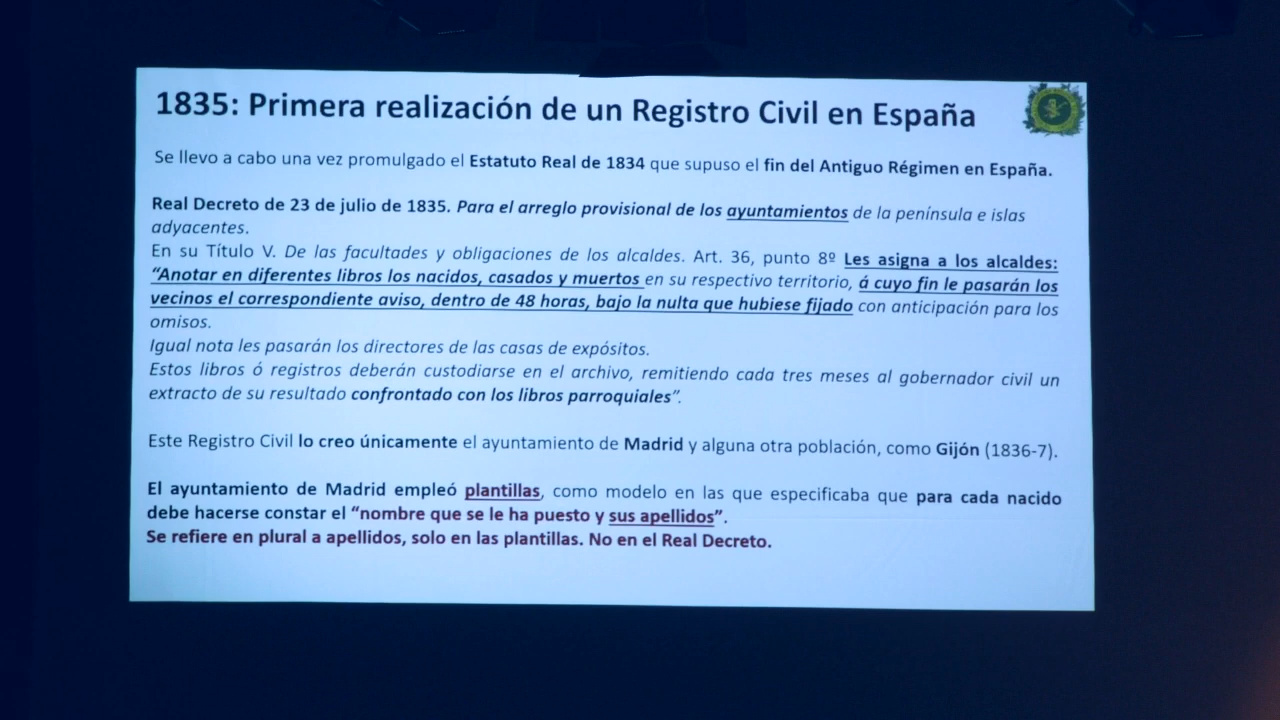 1835: Primera realización de un Registro Civil en España
Se llevo a cabo una vez promulgado el Estatuto Real de 1834 que supuso el fin del Antiguo Régimen en España.
Real Decreto de 23 de julio de 1835. Para el arreglo provisional de los ayuntamientos de la península e islas
adyacentes.
En su Título V. De las facultades y obligaciones de los alcaldes. Art. 36, punto 8º Les asigna a los alcaldes:
“Anotar en diferentes libros los nacidos, casados y muertos en su respectivo territorio, á cuyo fin le pasarán los
vecinos el correspondiente aviso, dentro de 48 horas, bajo la nulta que hubiese fijado con anticipación para los
omisos.
Igual nota les pasarán los directores de las casas de expósitos.
Estos libros ó registros deberán custodiarse en el archivo, remitiendo cada tres meses al gobernador civil un
extracto de su resultado confrontado con los libros parroquiales”.
Este Registro Civil lo creo únicamente el ayuntamiento de Madrid y alguna otra población, como Gijón (1836-7).
El ayuntamiento de Madrid empleó plantillas, como modelo en las que especificaba que para cada nacido
debe hacerse constar el “nombre que se le ha puesto y sus apellidos”.
Se refiere en plural a apellidos, solo en las plantillas. No en el Real Decreto.